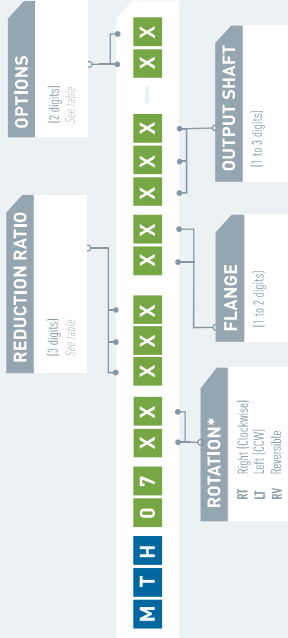 OPTIONS
(2 digits)
See table
REDUCTION RATIO
(3 digits)
See table
M T H 0 7 X X X X X X X X X X — X X
ROTATION*
RT Right (Clockwise)
LT Left (CCW)
RV Reversible
FLANGE
(1 to 2 digits)
OUTPUT SHAFT
(1 to 3 digits)